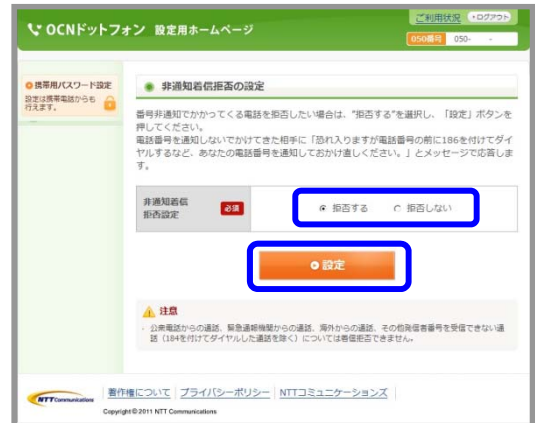 OCNドットフォン 設定用ホームページ
ご利用状況 ログアウト
050番号 050- -
携帯用パスワード設定
設定は携帯電話からも
行えます。
非通知着信拒否の設定
番号非通知でかかってくる電話を拒否したい場合は、"拒否する"を選択し、「設定」ボタンを
押してください。
電話番号を通知しないでかけてきた相手に「恐れ入りますが電話番号の前に186を付けてダイ
ヤルするなど、あなたの電話番号を通知しておかけ直しください。」とメッセージで応答しま
す。
非通知着信
拒否設定
必須
拒否する 拒否しない
設定
注意
公衆電話からの通話、緊急通報機関からの通話、海外からの通話、その他発信者番号を受信できない通
話（184を付けてダイヤルした通話を除く）については着信拒否できません。
NTT Communications
著作権について プライバシーポリシー NTTコミュニケーションズ
Copyright © 2011 NTT Communications